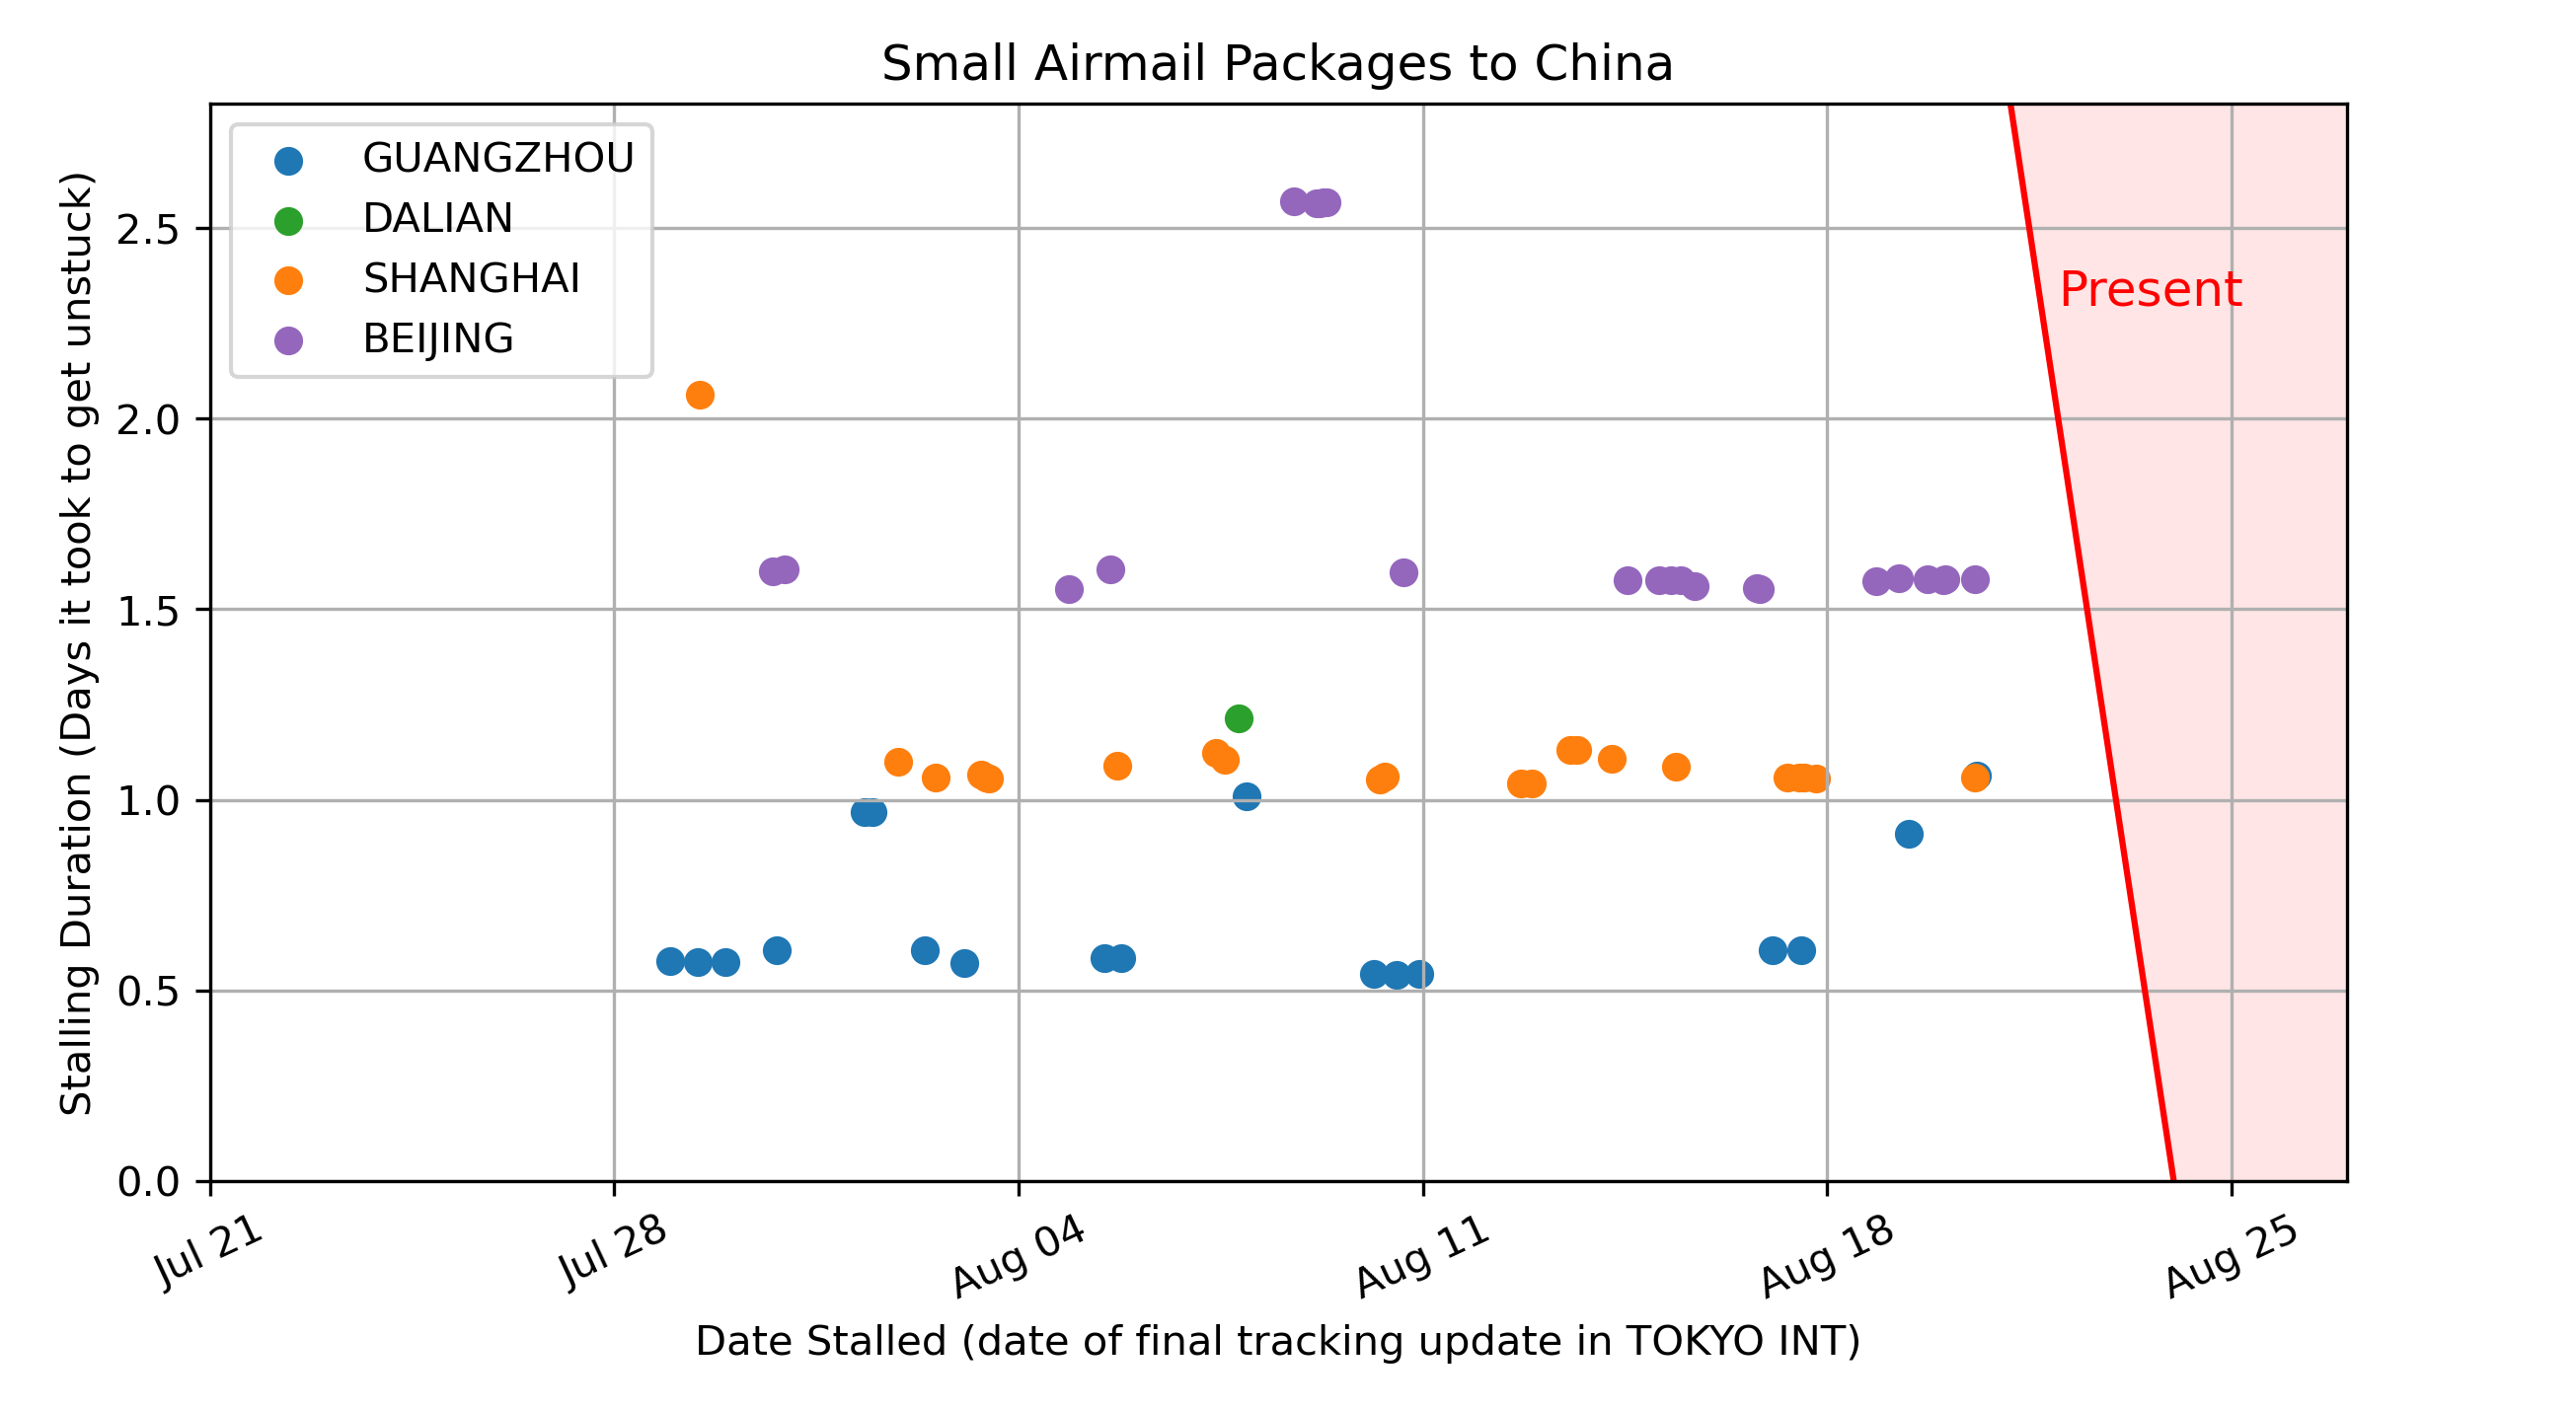 Small Airmail Packages to China
GUANGZHOU
DALIAN
SHANGHAI
BEIJING
Present
Stalling Duration (Days it took to get unstuck)
2.5
2.0
1.5
1.0
0.5
0.0
Jul 21
Jul 28
Aug 04
Aug 11
Aug 18
Aug 25
Date Stalled (date of final tracking update in TOKYO INT)